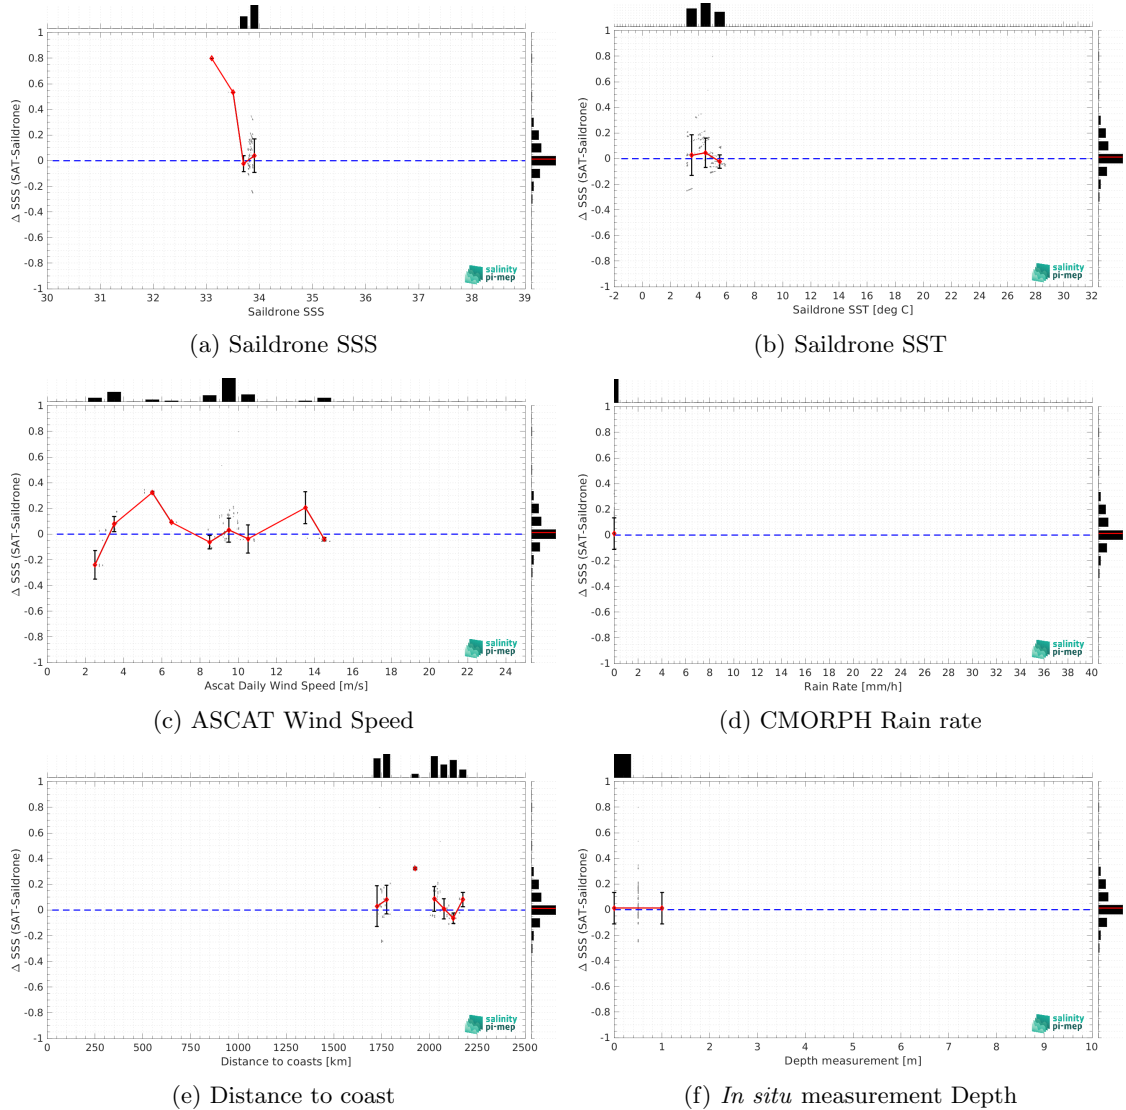 1
0.8
0.6
0.4
0.2
0
-0.2
-0.4
-0.6
-0.8
-1
Δ SSS (SAT-Saildrone)
30 31 32 33 34 35 36 37 38 39
Saildrone SSS
salinity
pi-mep
(a) Saildrone SSS
1
0.8
0.6
0.4
0.2
0
-0.2
-0.4
-0.6
-0.8
-1
Δ SSS (SAT-Saildrone)
-2 0 2 4 6 8 10 12 14 16 18 20 22 24 26 28 30 32
Saildrone SST [deg C]
salinity
pi-mep
(b) Saildrone SST
1
0.8
0.6
0.4
0.2
0
-0.2
-0.4
-0.6
-0.8
-1
Δ SSS (SAT-Saildrone)
0 2 4 6 8 10 12 14 16 18 20 22 24
Ascat Daily Wind Speed [m/s]
salinity
pi-mep
(c) ASCAT Wind Speed
1
0.8
0.6
0.4
0.2
0
-0.2
-0.4
-0.6
-0.8
-1
Δ SSS (SAT-Saildrone)
0 2 4 6 8 10 12 14 16 18 20 22 24 26 28 30 32 34 36 38 40
Rain Rate [mm/h]
salinity
pi-mep
(d) CMORPH Rain rate
1
0.8
0.6
0.4
0.2
0
-0.2
-0.4
-0.6
-0.8
-1
Δ SSS (SAT-Saildrone)
0 250 500 750 1000 1250 1500 1750 2000 2250 2500
Distance to coasts [km]
salinity
pi-mep
(e) Distance to coast
1
0.8
0.6
0.4
0.2
0
-0.2
-0.4
-0.6
-0.8
-1
Δ SSS (SAT-Saildrone)
0 1 2 3 4 5 6 7 8 9 10
Depth measurement [m]
salinity
pi-mep
(f) In situ measurement Depth